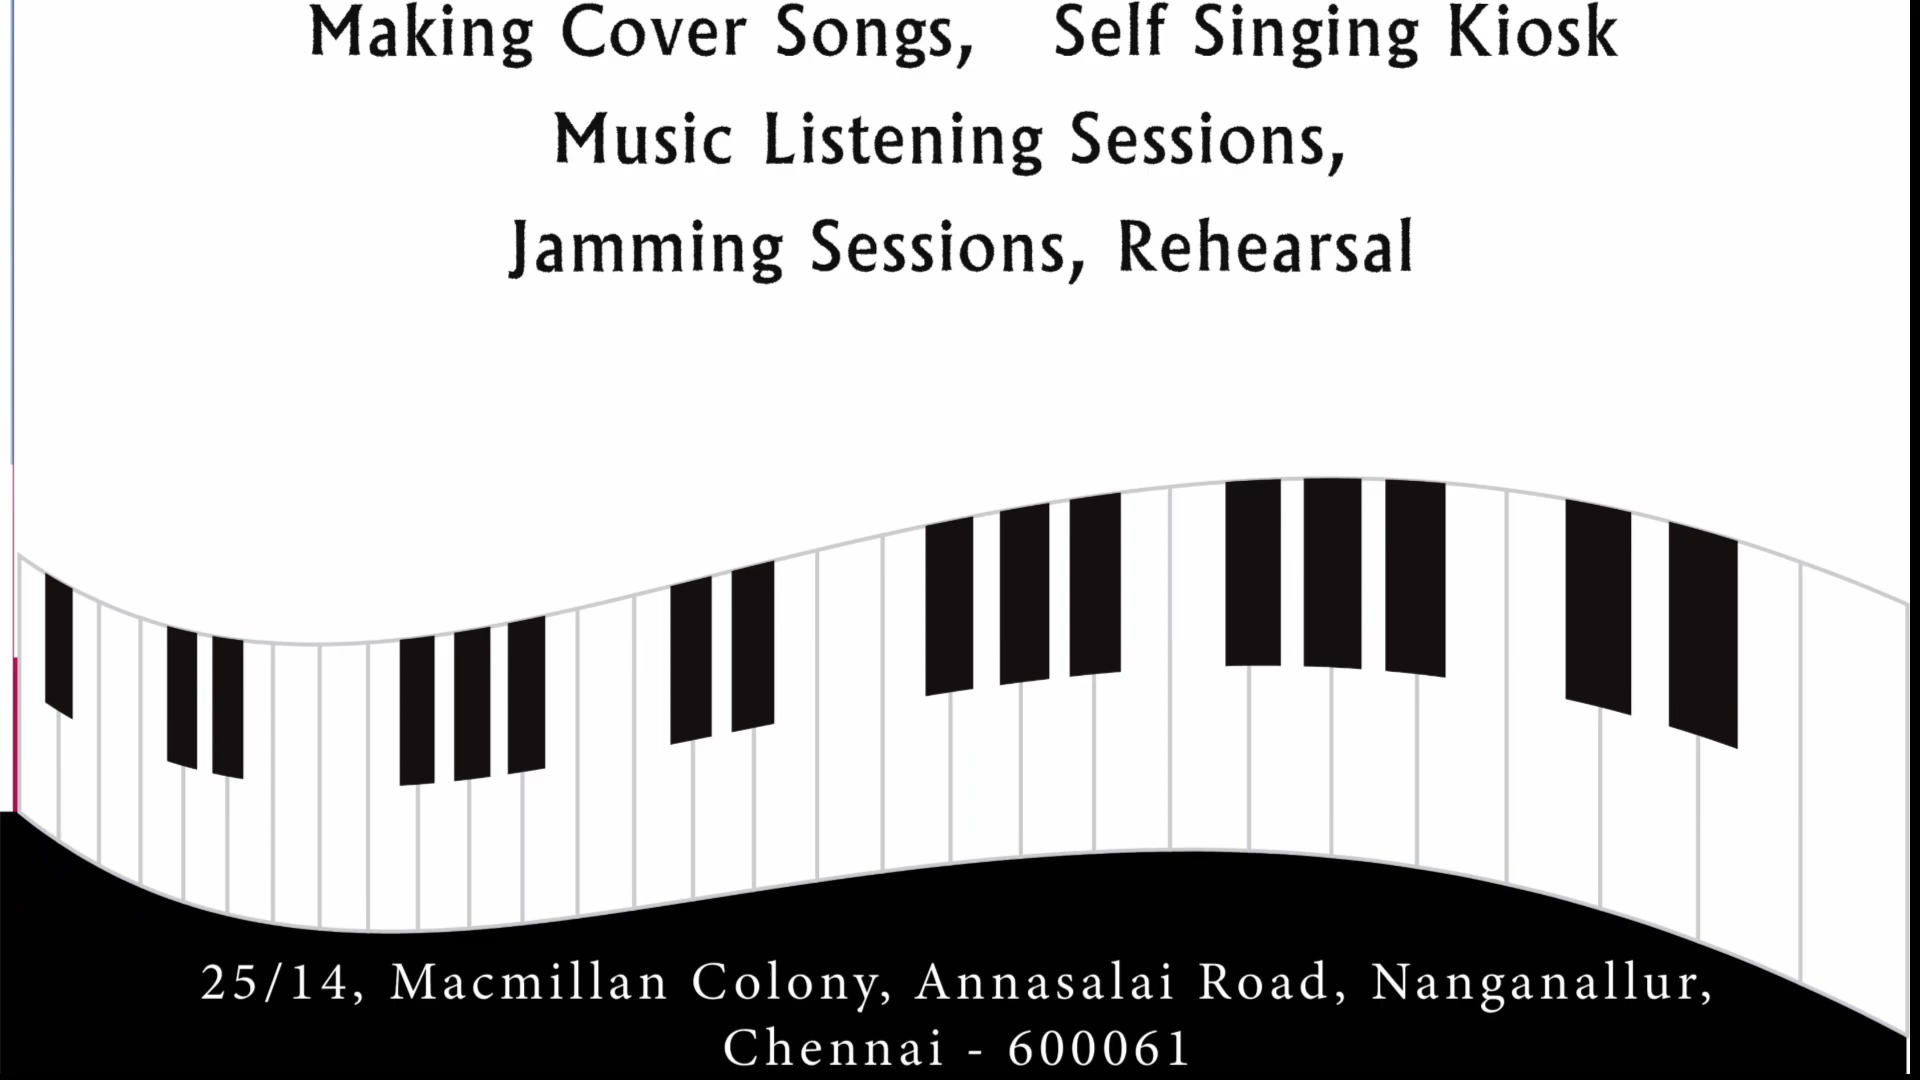 Making Cover Songs, Self Singing Kiosk
Music Listening Sessions,
Jamming Sessions, Rehearsal
25/14, Macmillan Colony, Annasalai Road, Nanganallur,
Chennai - 600061